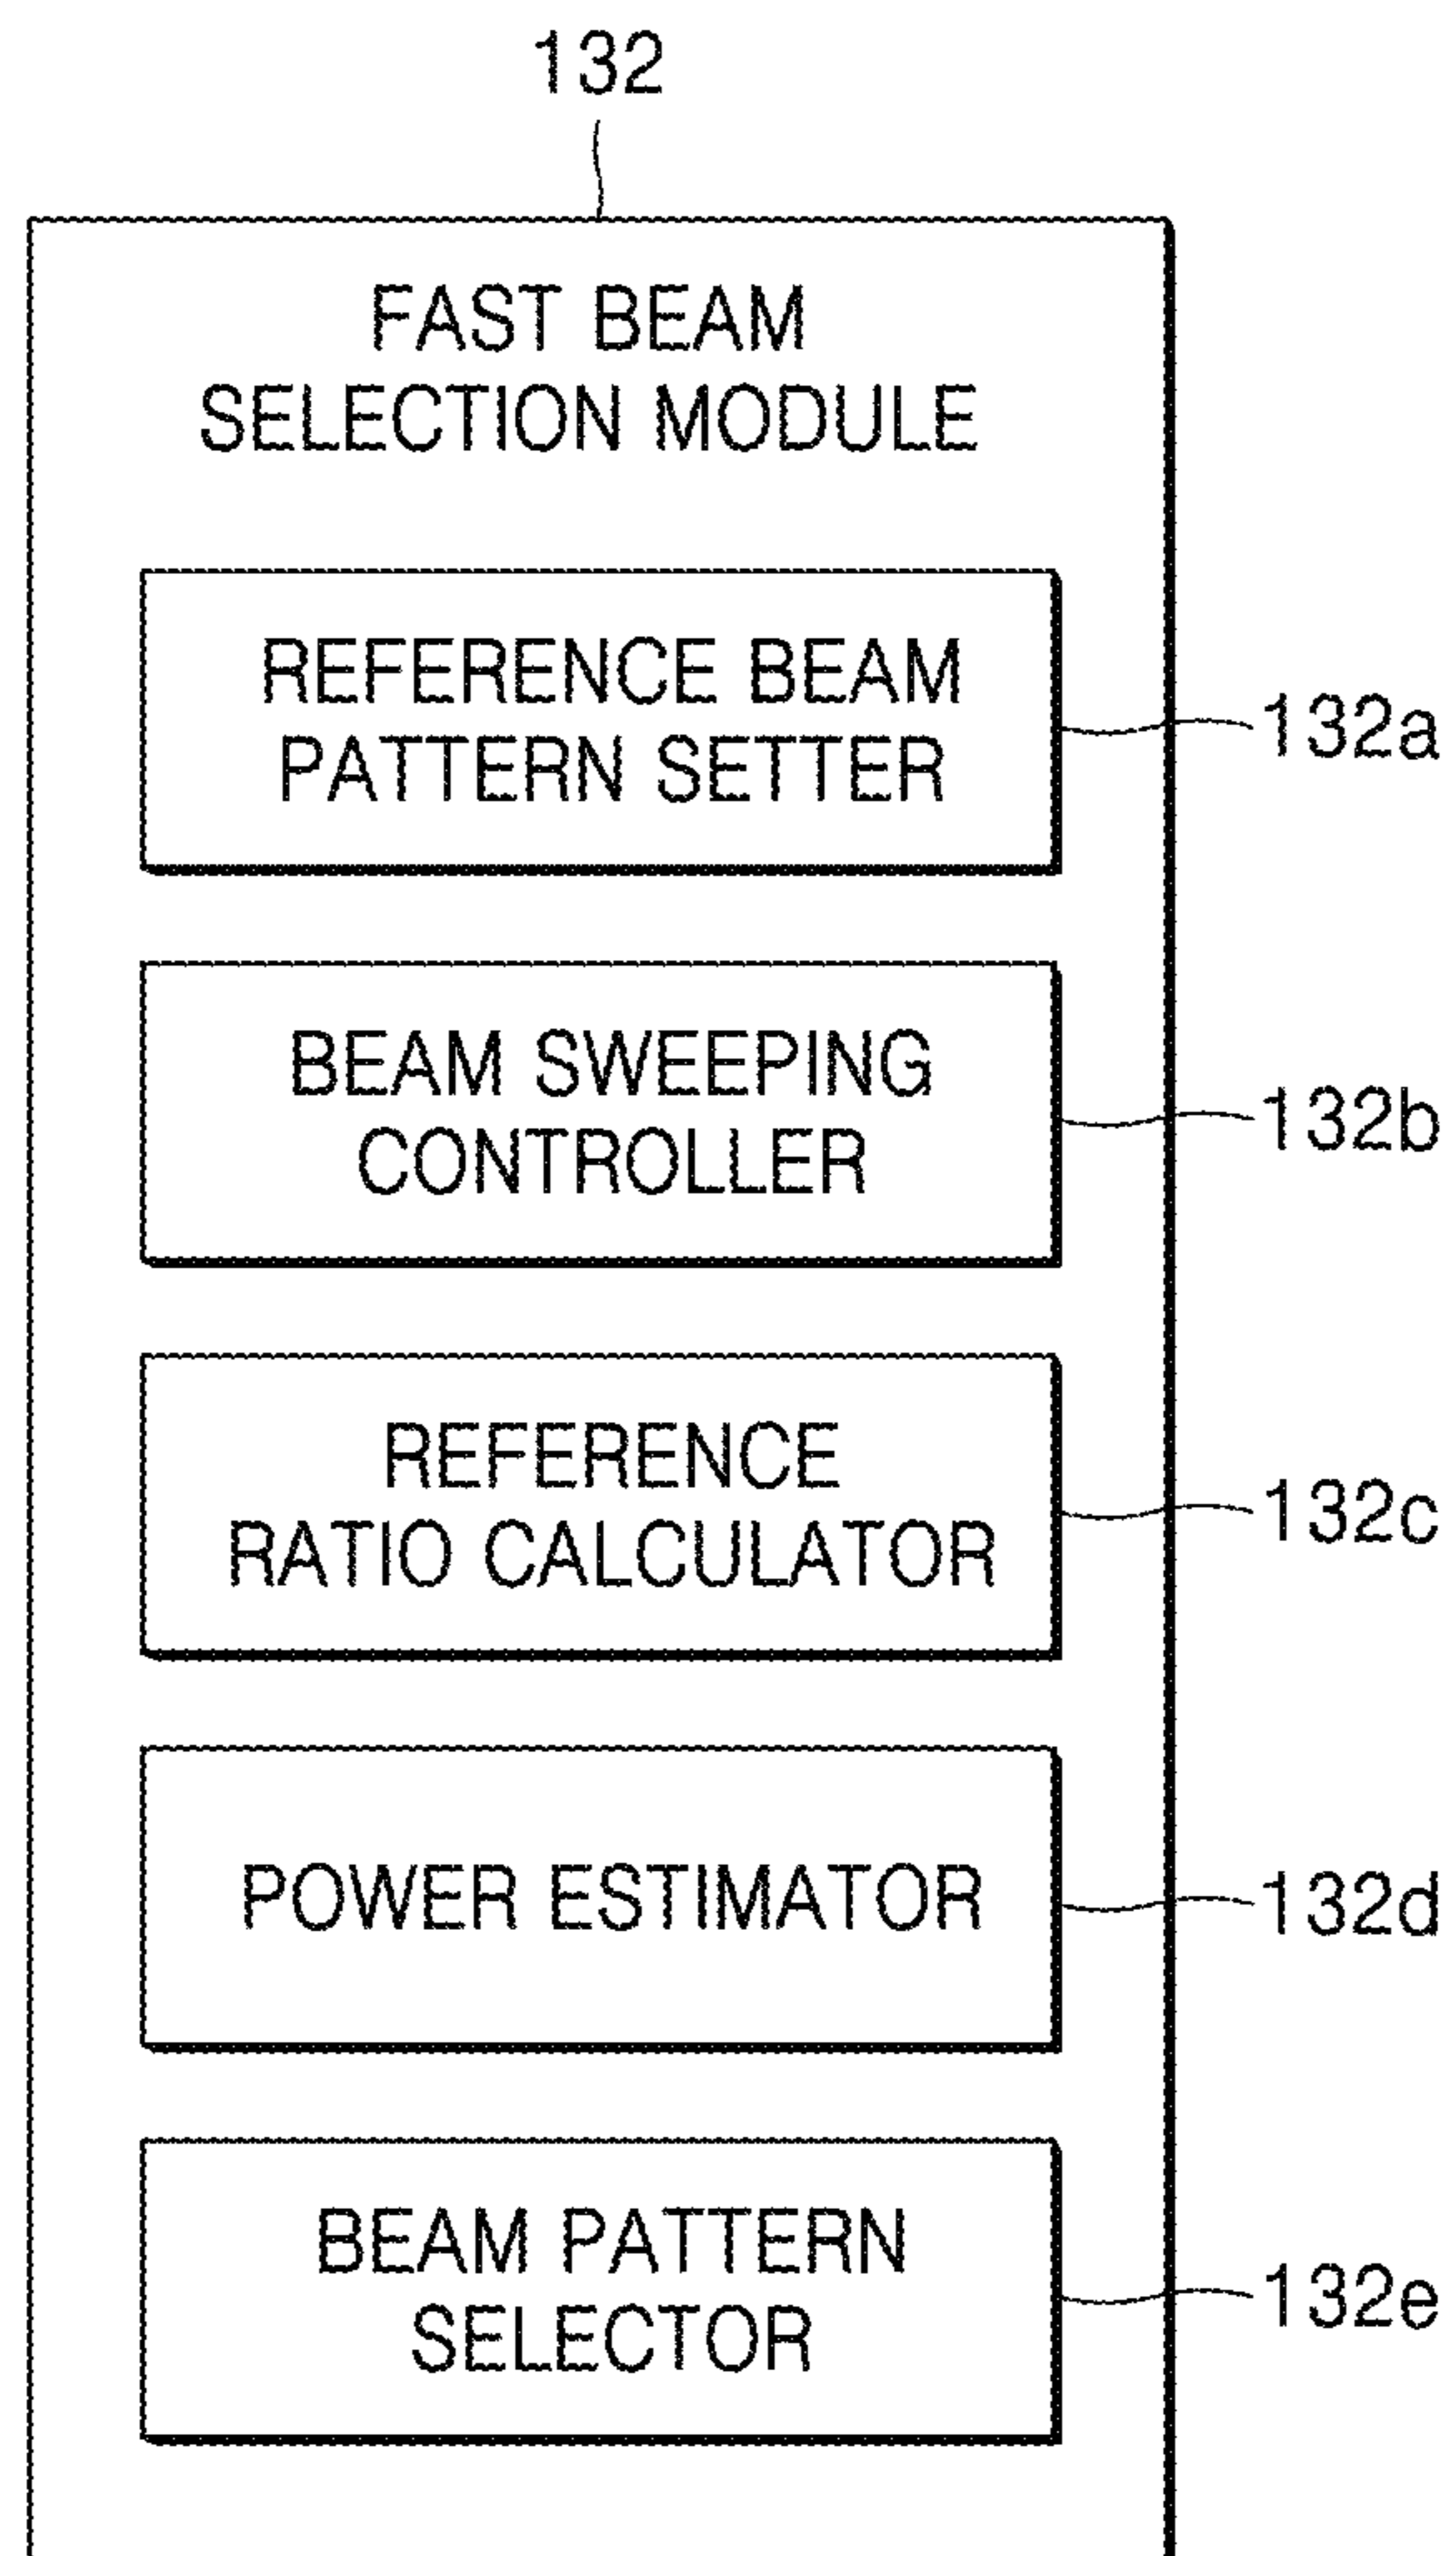 132
FAST BEAM
SELECTION MODULE
REFERENCE BEAM
PATTERN SETTER
132a
BEAM SWEEPING
CONTROLLER
132b
REFERENCE
RATIO CALCULATOR
132c
POWER ESTIMATOR
132d
BEAM PATTERN
SELECTOR
132e